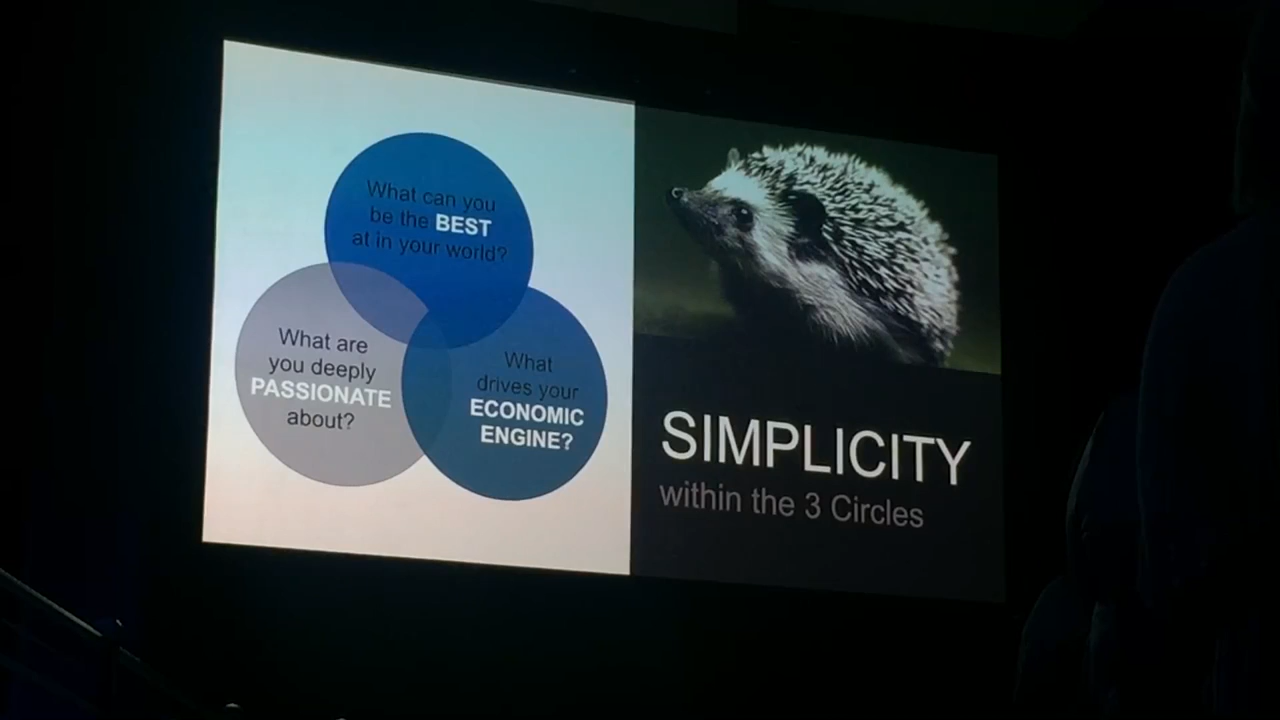 What can you
be the BEST
at in your world?
What are
you deeply
PASSIONATE
about?
What
drives your
ECONOMIC
ENGINE?
SIMPLICITY
within the 3 Circles